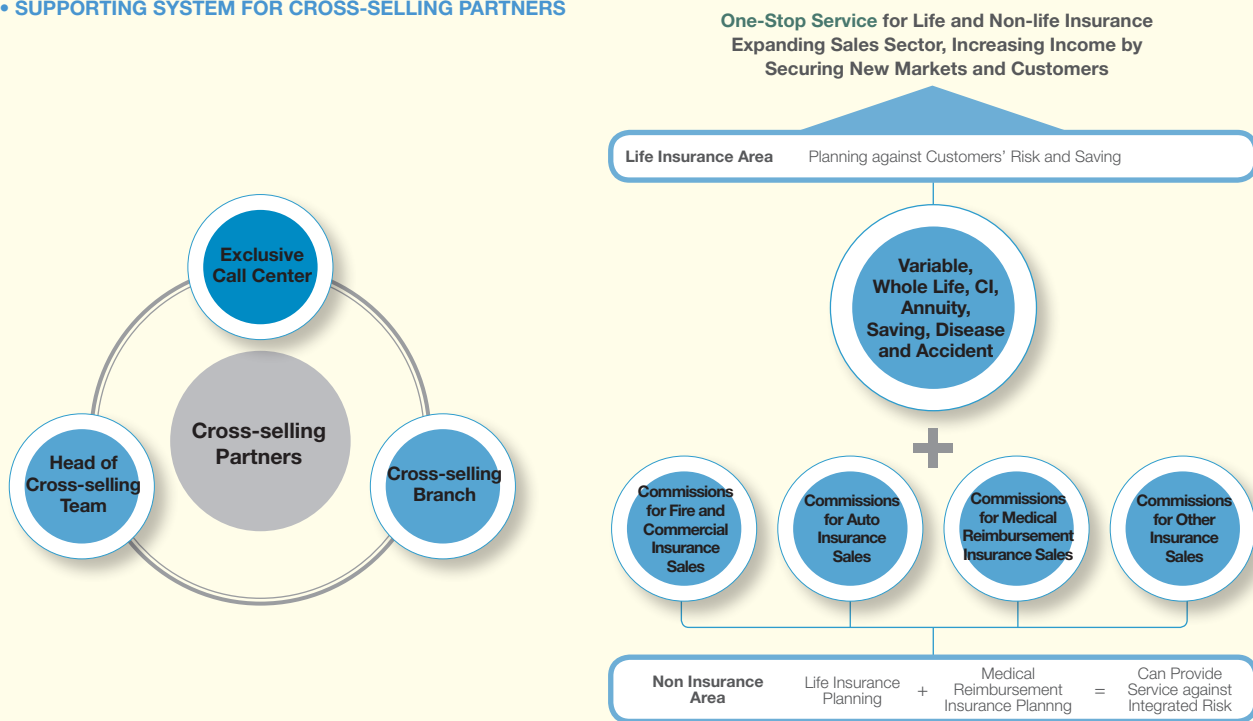 • SUPPORTING SYSTEM FOR CROSS-SELLING PARTNERS
Exclusive
Call Center
Cross-selling
Partners
Head of
Cross-selling
Team
Cross-selling
Branch
One-Stop Service for Life and Non-life Insurance
Expanding Sales Sector, Increasing Income by
Securing New Markets and Customers
Life Insurance Area
Planning against Customers’ Risk and Saving
Variable,
Whole Life, CI,
Annuity,
Saving, Disease
and Accident
+
Commissions
for Fire and
Commercial
Insurance
Sales
Commissions
for Auto
Insurance
Sales
Commissions
for Medical
Reimbursement
Insurance Sales
Commissions
for Other
Insurance
Sales
Non Insurance
Area
Life Insurance
Planning
+
Medical
Reimbursement
Insurance Plannng
=
Can Provide
Service against
Integrated Risk